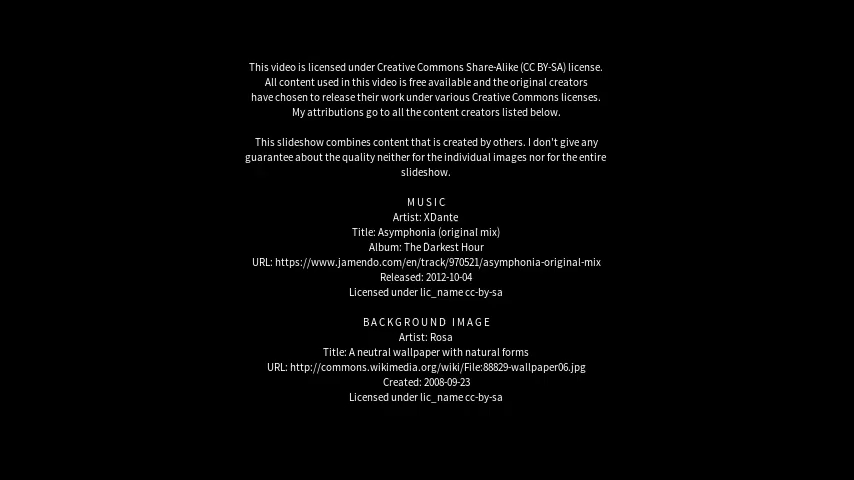 This video is licensed under Creative Commons Share-Alike (CC BY-SA) license.
All content used in this video is free available and the original creators
have chosen to release their work under various Creative Commons licenses.
My attributions go to all the content creators listed below.
This slideshow combines content that is created by others. I don't give any
guarantee about the quality neither for the individual images nor for the entire
slideshow.
MUSIC
Artist: XDante
Title: Asymphonia (original mix)
Album: The Darkest Hour
URL: https://www.jamendo.com/en/track/970521/asymphonia-original-mix
Released: 2012-10-04
Licensed under lic_name cc-by-sa
BACKGROUND IMAGE
Artist: Rosa
Title: A neutral wallpaper with natural forms
URL: http://commons.wikimedia.org/wiki/File:88829-wallpaper06.jpg
Created: 2008-09-23
Licensed under lic_name cc-by-sa